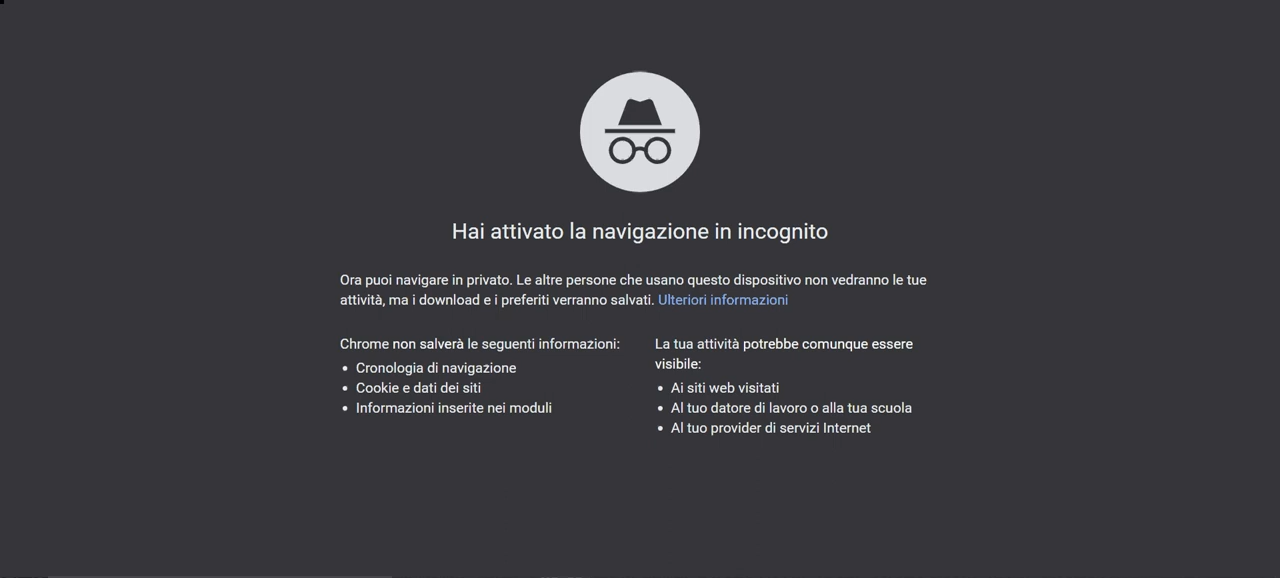 Hai attivato la navigazione in incognito
Ora puoi navigare in privato. Le altre persone che usano questo dispositivo non vedranno le tue
attività, ma i download e i preferiti verranno salvati. Ulteriori informazioni
Chrome non salverà le seguenti informazioni:
• Cronologia di navigazione
• Cookie e dati dei siti
• Informazioni inserite nei moduli
La tua attività potrebbe comunque essere
visibile:
• Ai siti web visitati
• Al tuo datore di lavoro o alla tua scuola
• Al tuo provider di servizi Internet